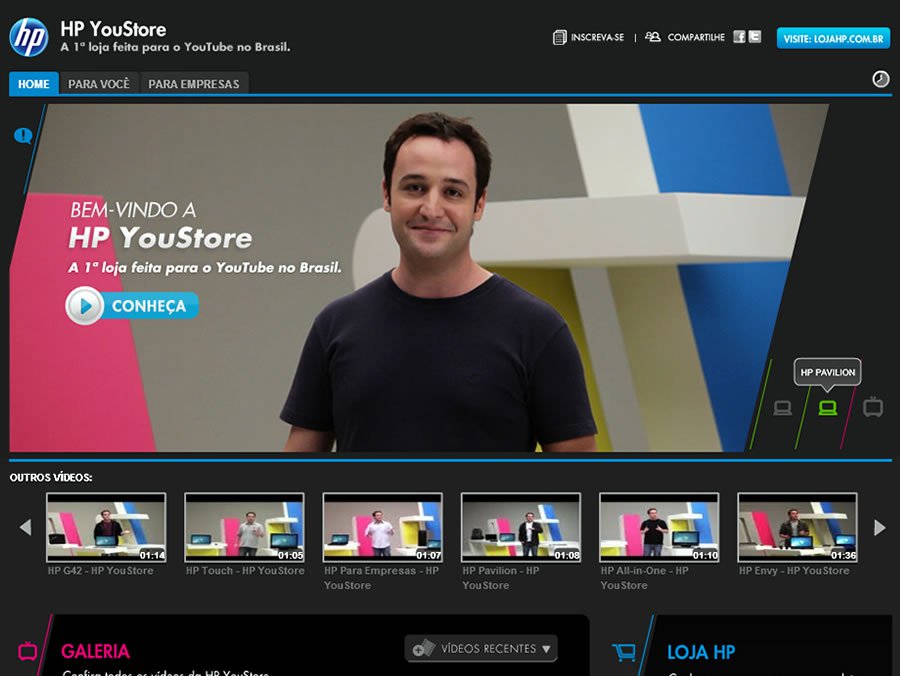 hp
HP YouStore
A 1ª loja feita para o YouTube no Brasil.
INSCREVA-SE | COMPARTILHE
VISITE: LOJAHP.COM.BR
HOME
PARA VOCÊ
PARA EMPRESAS
BEM-VINDO A
HP YouStore
A 1ª loja feita para o YouTube no Brasil.
CONHEÇA
HP PAVILION
OUTROS VÍDEOS:
01:14
01:05
01:07
01:08
01:10
01:36
HP G42 - HP YouStore
HP Touch - HP YouStore
HP Para Empresas - HP
YouStore
HP Pavilion - HP
YouStore
HP All-in-One - HP
YouStore
HP Envy - HP YouStore
GALERIA
VÍDEOS RECENTES
Confira todos os vídeos da HP YouStore
LOJA HP